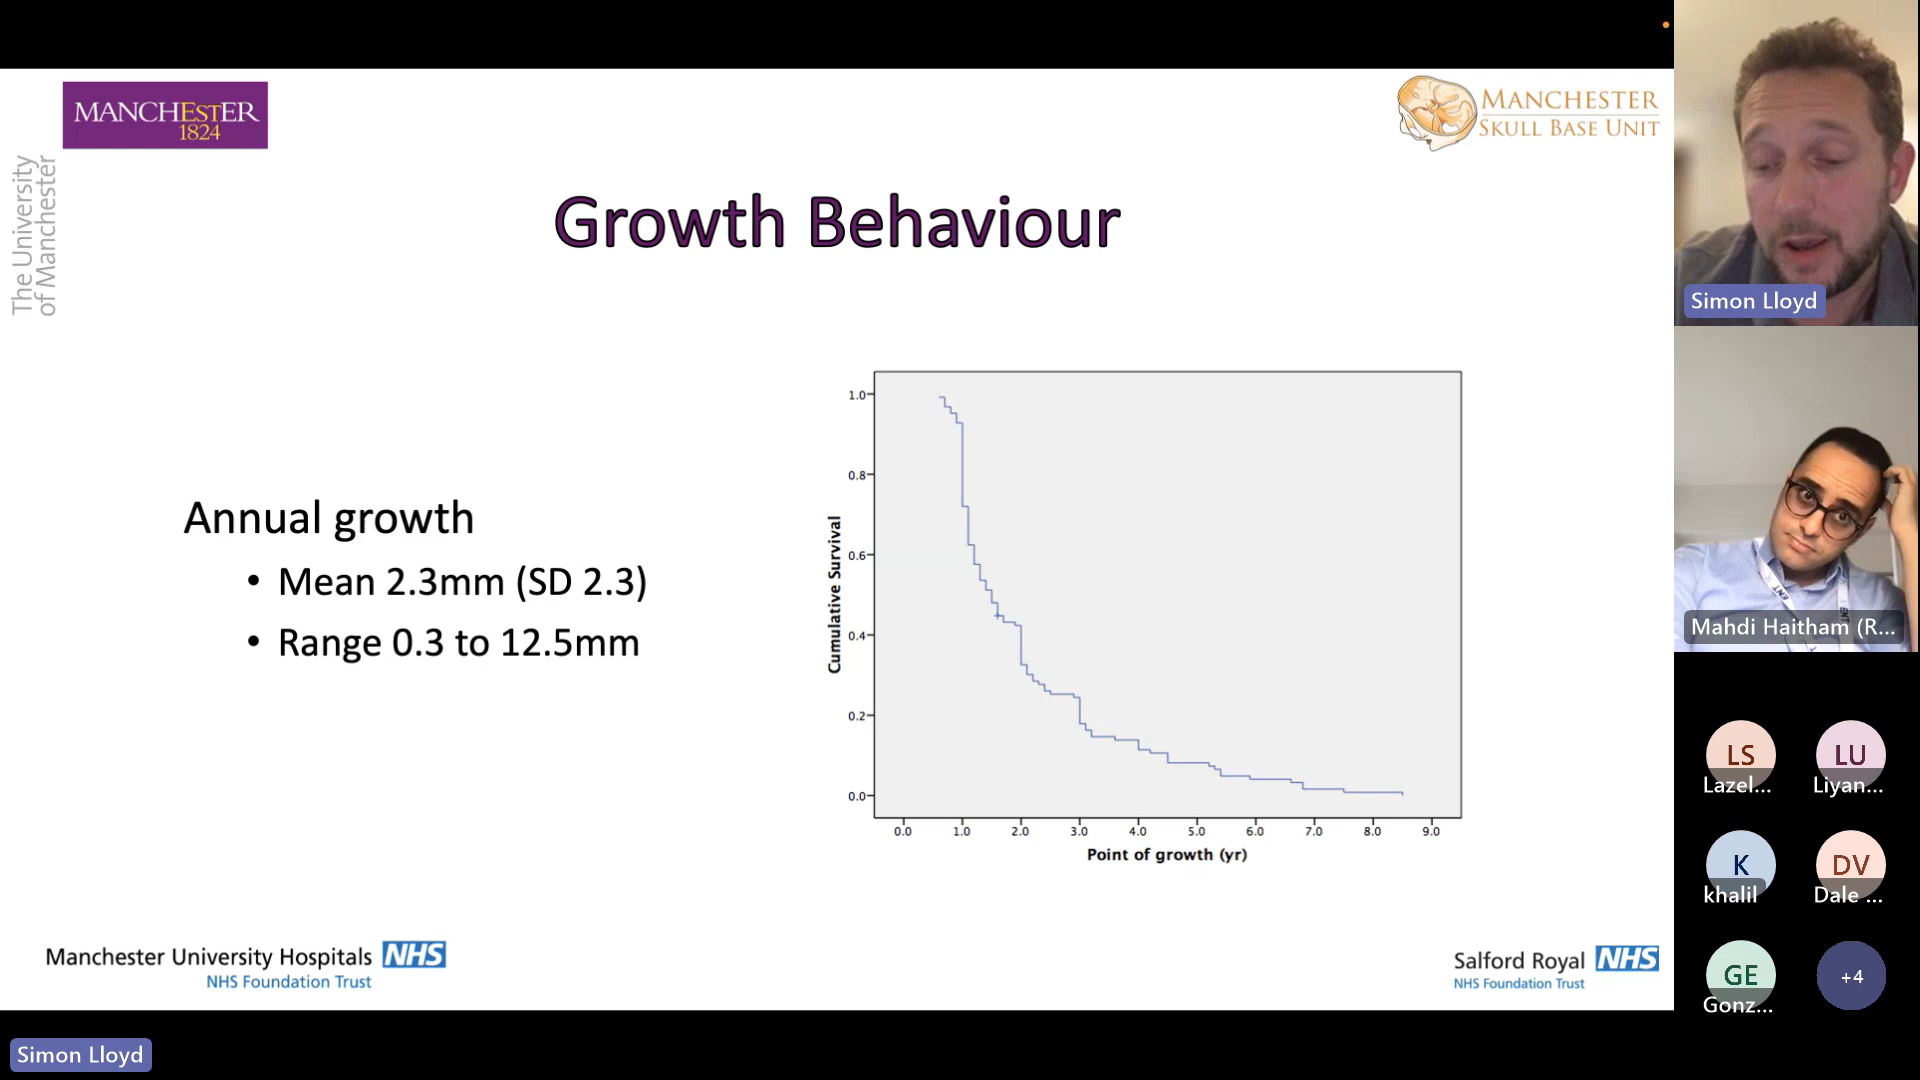 MANCHESTER
1824
The University
of Manchester
MANCHESTER
SKULL BASE UNIT
Growth Behaviour
Annual growth
• Mean 2.3mm (SD 2.3)
• Range 0.3 to 12.5mm
Cumulative Survival
1.0
0.8
0.6
0.4
0.2
0.0
0.0 1.0 2.0 3.0 4.0 5.0 6.0 7.0 8.0 9.0
Point of growth (yr)
Manchester University Hospitals NHS
NHS Foundation Trust
Salford Royal NHS
NHS Foundation Trust
Simon Lloyd
Simon Lloyd
ENT
ENT
Mahdi Haitham (R...
LS
Lazel...
LU
Liyan...
K
khalil
DV
Dale ...
GE
Gonz...
+4